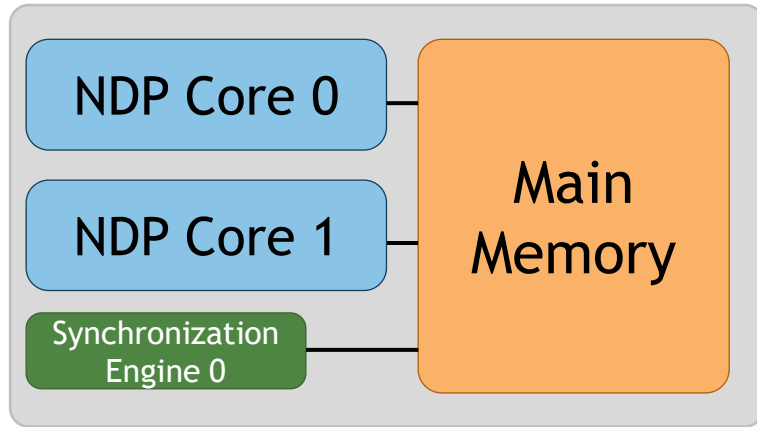 NDP Core 0
NDP Core 1
Synchronization
Engine 0
Main
Memory